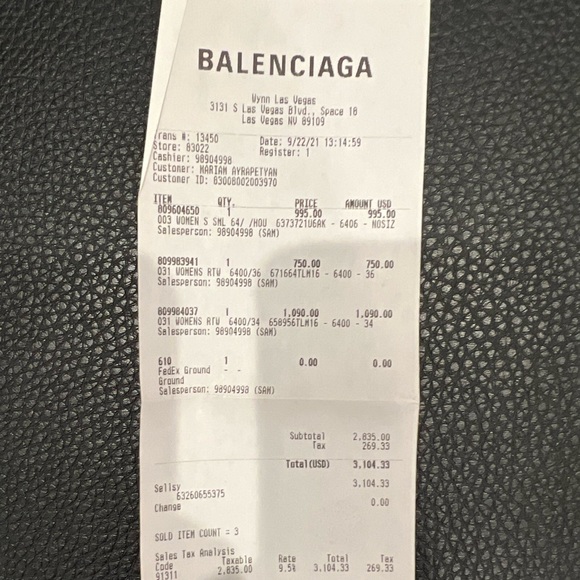 BALENCIAGA
Wynn Las Vegas
3131 S Las Vegas Blvd., Space 18
Las Vegas NV 89109
rans #: 13450 Date: 9/22/21 13:14:59
Store: 83022 Register: 1
Cashier: 98904998
Customer: MARIAM AYRAPETYAN
Customer ID: 83008002003970
ITEM QTY. PRICE AMOUNT USD
809604650 1 995.00 995.00
003 WOMEN S SML 64/ /HOU 6373721U6AK - 6406 - NOSIZ
Salesperson: 98904998 (SAM)
809983941 1 750.00 750.00
031 WOMENS RTW 6400/36 671664TLM16 - 6400 - 36
Salesperson: 98904998 (SAM)
809984037 1 1,090.00 1,090.00
031 WOMENS RTW 6400/34 658956TLM16 - 6400 - 34
Salesperson: 98904998 (SAM)
610 1 0.00 0.00
FedEx Ground - -
Ground
Salesperson: 98904998 (SAM)
Subtotal 2,835.00
Tax 269.33
Total(USD) 3,104.33
Sellsy 3,104.33
63260655375
Change 0.00
SOLD ITEM COUNT = 3
Sales Tax Analysis
Code Taxable Rate Total Tax
91311 2,835.00 9.5% 3,104.33 269.33